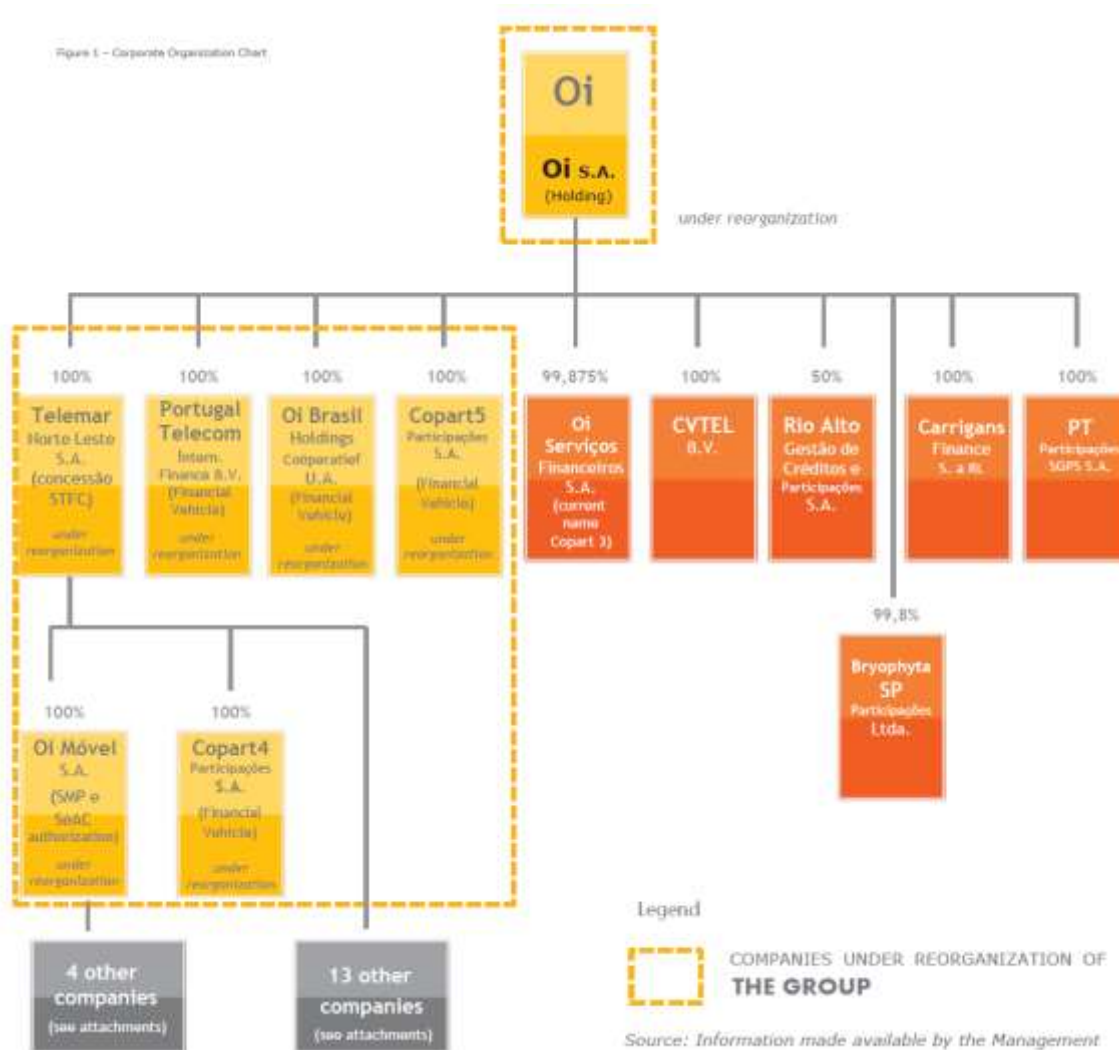 Figure 1 – Corporate Organization Chart
Oi
Oi S.A.
(Holding)
under reorganization
100%
100%
100%
100%
99,875%
100%
50%
100%
100%
Telemar
Norte Leste
S.A.
(concessão
STFC)
under
reorganization
Portugal
Telecom
Intern.
Finance B.V.
(Financial
Vehicle)
under
reorganization
Oi Brasil
Holdings
Coöperatief
U.A.
(Financial
Vehicle)
under
reorganization
Copart5
Participações
S.A.
(Financial
Vehicle)
under
reorganization
Oi
Serviços
Financeiros
S.A.
(current
name
Copart 3)
CVTEL
B.V.
Rio Alto
Gestão de
Créditos e
Participações
S.A.
Carrigans
Finance
S. a RL
PT
Participações
SGPS S.A.
99,8%
Bryophyta
SP
Participações
Ltda.
100%
100%
Oi Móvel
S.A.
(SMP e
SeAC
authorization)
under
reorganization
Copart4
Participações
S.A.
(Financial
Vehicle)
under
reorganization
4 other
companies
(see attachments)
13 other
companies
(see attachments)
Legend
COMPANIES UNDER REORGANIZATION OF
THE GROUP
Source: Information made available by the Management